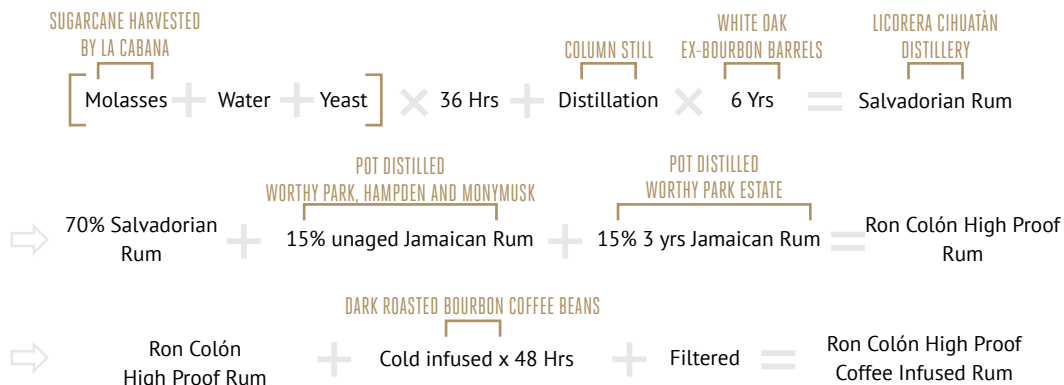 SUGARCANE HARVESTED
BY LA CABANA
COLUMN STILL
WHITE OAK
EX-BOURBON BARRELS
LICORERA CIHUATÀN
DISTILLERY
[ Molasses + Water + Yeast ] × 36 Hrs + Distillation × 6 Yrs = Salvadorian Rum
POT DISTILLED
WORTHY PARK, HAMPDEN AND MONYMUSK
POT DISTILLED
WORTHY PARK ESTATE
70% Salvadorian
Rum
+ 15% unaged Jamaican Rum + 15% 3 yrs Jamaican Rum =
Ron Colón High Proof
Rum
DARK ROASTED BOURBON COFFEE BEANS
Ron Colón
High Proof Rum
+ Cold infused x 48 Hrs + Filtered =
Ron Colón High Proof
Coffee Infused Rum